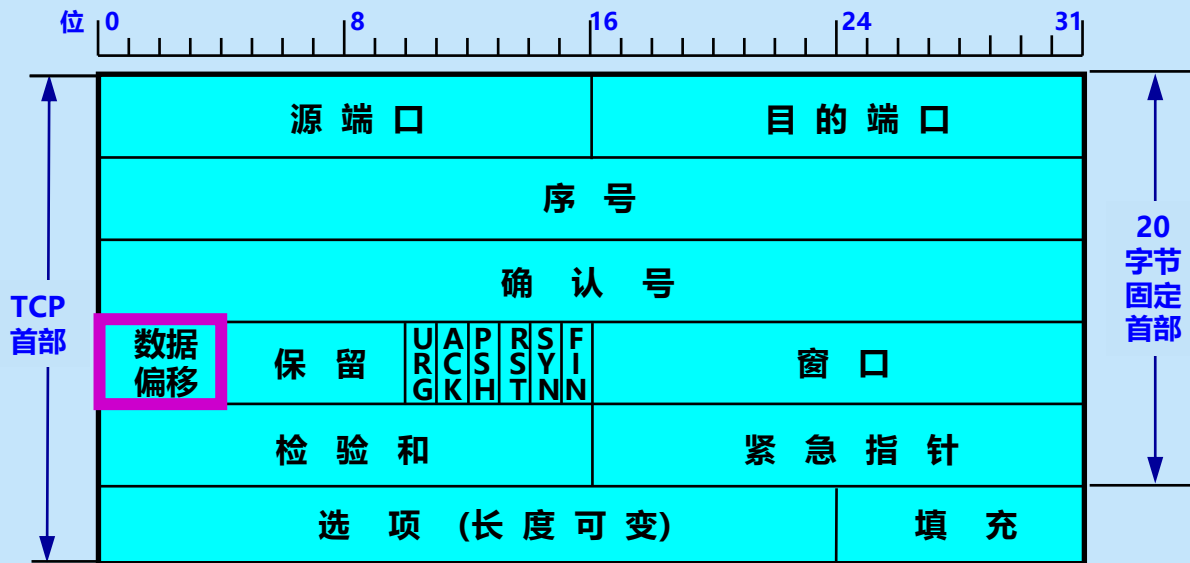 位 0 8 16 24 31
源 端 口 目 的 端 口
序 号
确 认 号
TCP
首部
20
字节
固定
首部
数据
偏移
保 留
URG
ACK
PSH
RST
SYN
FIN
窗 口
检 验 和 紧 急 指 针
选 项 (长 度 可 变) 填 充